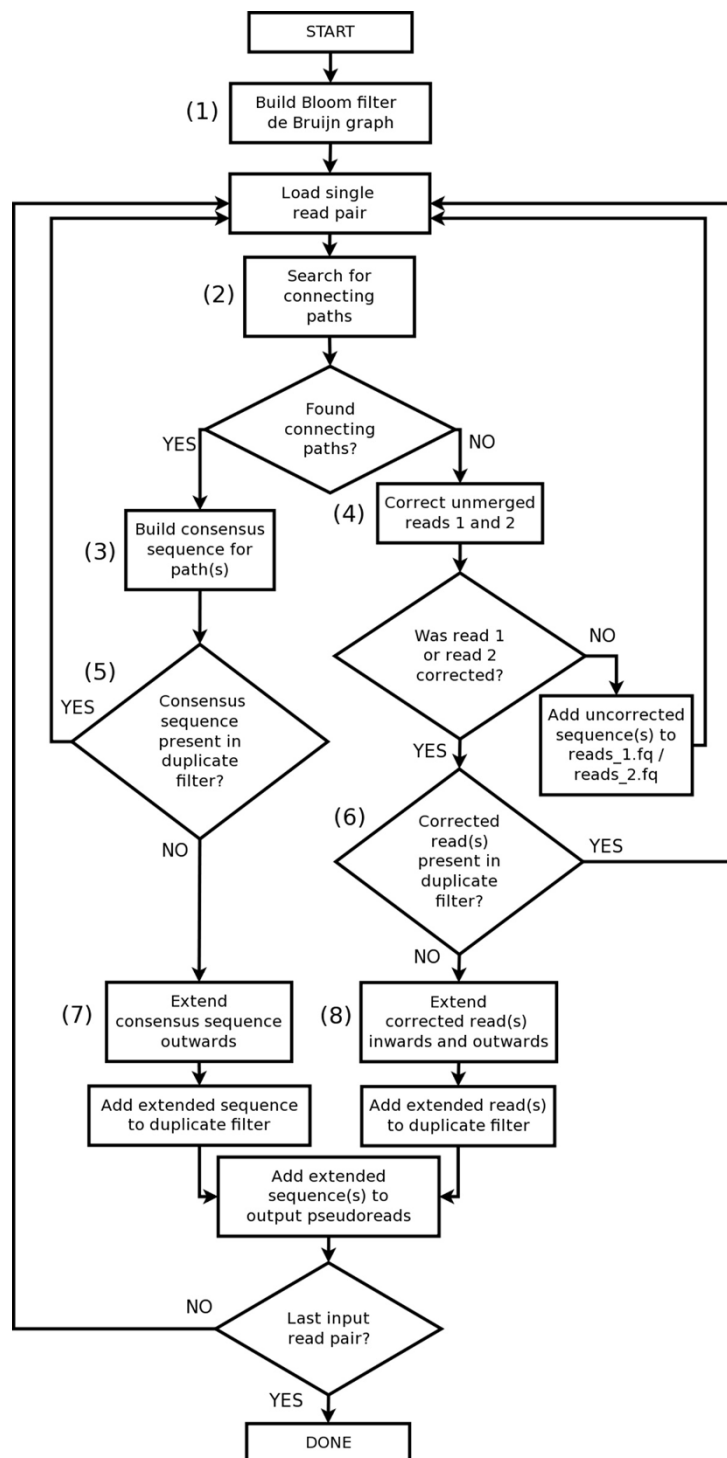 START
(1)
Build Bloom filter
de Bruijn graph
Load single
read pair
(2)
Search for
connecting
paths
Found
connecting
paths?
YES
NO
(3)
Build consensus
sequence for
path(s)
(4)
Correct unmerged
reads 1 and 2
Was read 1
or read 2
corrected?
NO
YES
Add uncorrected
sequence(s) to
reads_1.fq /
reads_2.fq
(5)
YES
Consensus
sequence
present in
duplicate
filter?
NO
(6)
Corrected
read(s)
present in
duplicate
filter?
YES
NO
(7)
Extend
consensus sequence
outwards
(8)
Extend
corrected read(s)
inwards and outwards
Add extended sequence
to duplicate filter
Add extended read(s)
to duplicate filter
Add extended
sequence(s) to
output pseudoreads
NO
Last input
read pair?
YES
DONE